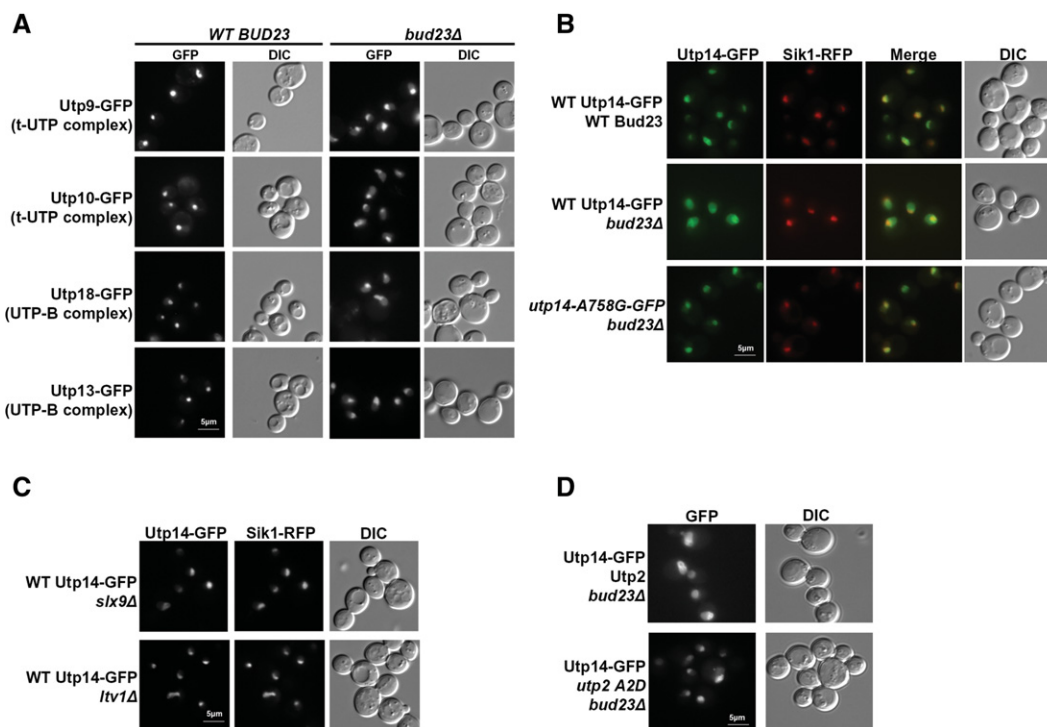 A
WT BUD23
bud23Δ
GFP
DIC
GFP
DIC
Utp9-GFP
(t-UTP complex)
Utp10-GFP
(t-UTP complex)
Utp18-GFP
(UTP-B complex)
Utp13-GFP
(UTP-B complex)
5µm
B
Utp14-GFP
Sik1-RFP
Merge
DIC
WT Utp14-GFP
WT Bud23
WT Utp14-GFP
bud23Δ
utp14-A758G-GFP
bud23Δ
5µm
C
Utp14-GFP
Sik1-RFP
DIC
WT Utp14-GFP
slx9Δ
WT Utp14-GFP
ltv1Δ
5µm
D
GFP
DIC
Utp14-GFP
Utp2
bud23Δ
Utp14-GFP
utp2 A2D
bud23Δ
5µm